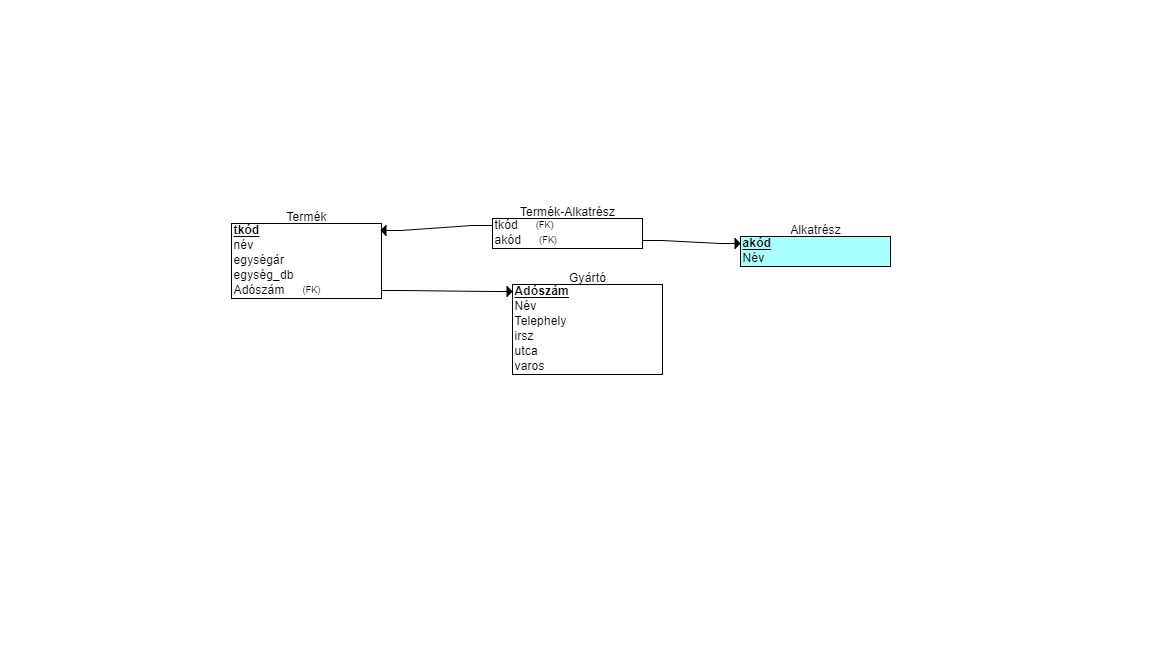 Termék
tkód
név
egységár
egység_db
Adószám (FK)
Termék-Alkatrész
tkód (FK)
akód (FK)
Gyártó
Adószám
Név
Telephely
irsz
utca
varos
Alkatrész
akód
Név